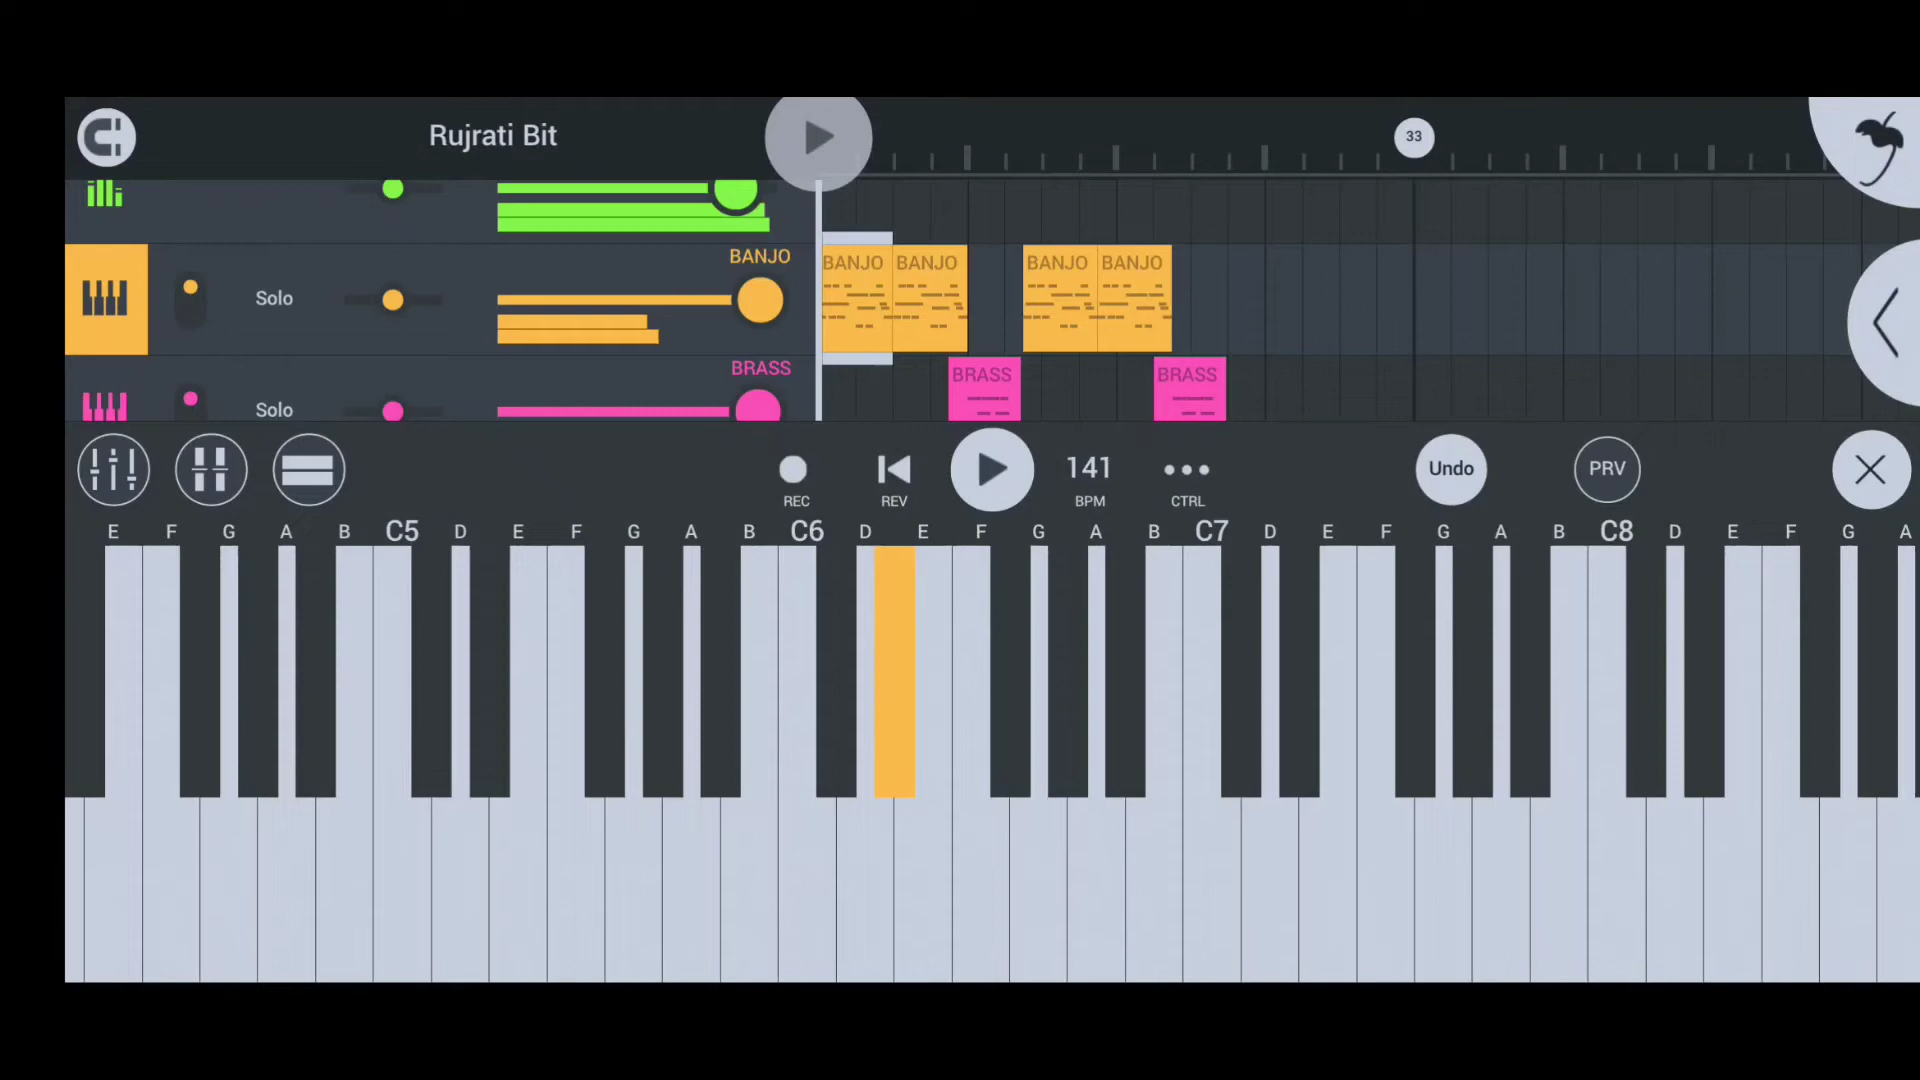 Rujrati Bit
33
BANJO
Solo
BANJO BANJO BANJO BANJO
BRASS
Solo
BRASS BRASS
REC
REV
141
BPM
CTRL
Undo
PRV
E F G A B C5 D E F G A B C6 D E F G A B C7 D E F G A B C8 D E F G A